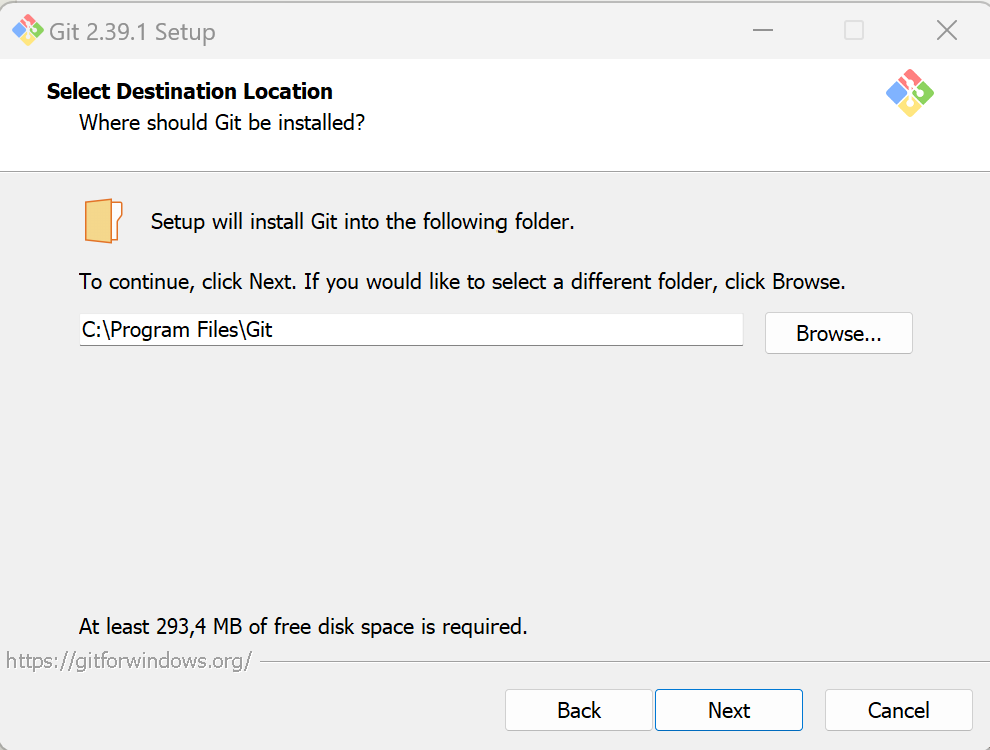 Git 2.39.1 Setup
Select Destination Location
Where should Git be installed?
Setup will install Git into the following folder.
To continue, click Next. If you would like to select a different folder, click Browse.
C:\Program Files\Git
Browse...
At least 293,4 MB of free disk space is required.
https://gitforwindows.org/
Back
Next
Cancel